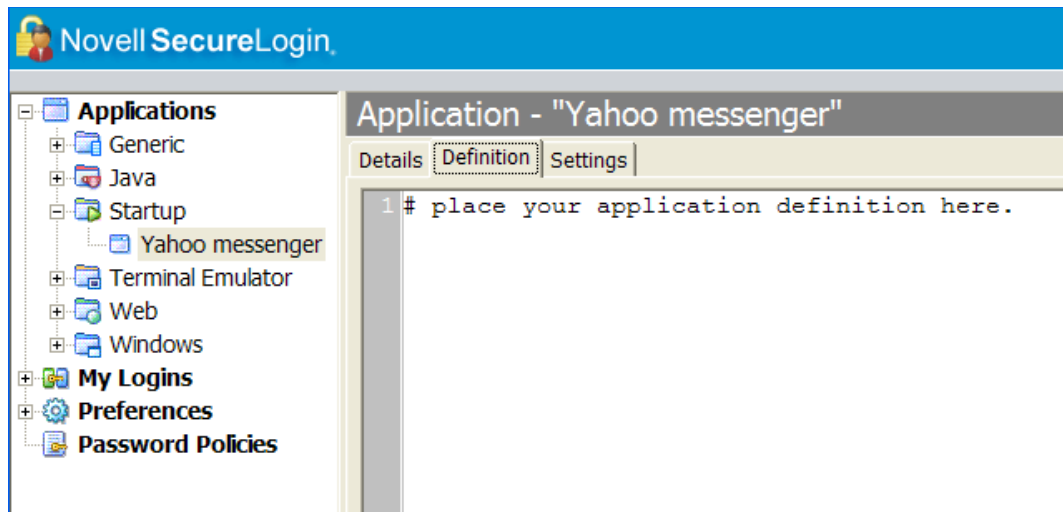 Novell SecureLogin.
Applications
Generic
Java
Startup
Yahoo messenger
Terminal Emulator
Web
Windows
My Logins
Preferences
Password Policies
Application - "Yahoo messenger"
Details Definition Settings
1 # place your application definition here.